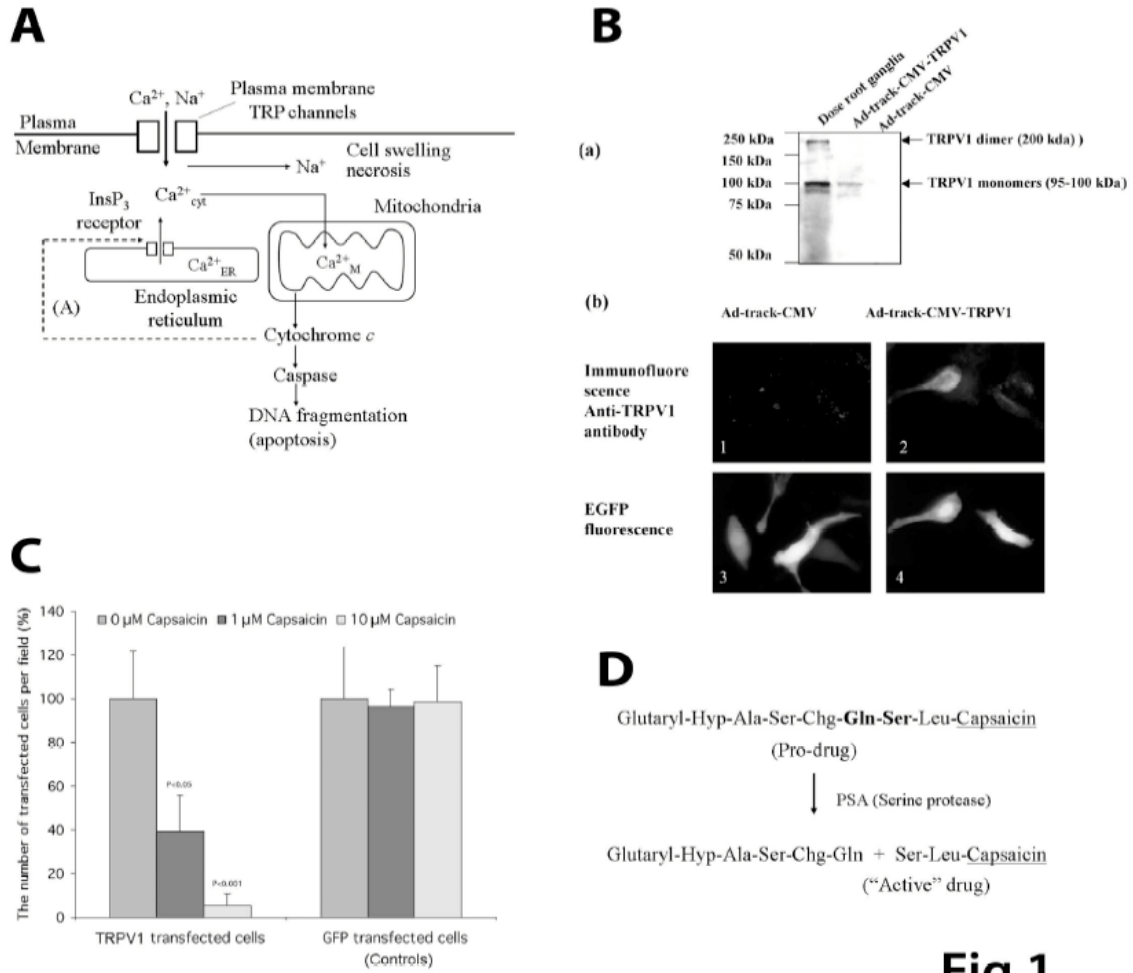 A
Ca2+, Na+
Plasma membrane
TRP channels
Plasma
Membrane
Na+
Cell swelling
necrosis
InsP3
receptor
Ca2+cyt
Mitochondria
Ca2+M
Ca2+ER
(A)
Endoplasmic
reticulum
Cytochrome c
Caspase
DNA fragmentation
(apoptosis)
B
Dose root ganglia
Ad-track-CMV-TRPV1
Ad-track-CMV
(a)
250 kDa
150 kDa
100 kDa
75 kDa
50 kDa
TRPV1 dimer (200 kda) )
TRPV1 monomers (95-100 kDa)
(b)
Ad-track-CMV
Ad-track-CMV-TRPV1
Immunofluore
scence
Anti-TRPV1
antibody
1
2
EGFP
fluorescence
3
4
C
The number of transfected cells per field (%)
140
120
100
80
60
40
20
0
0 µM Capsaicin
1 µM Capsaicin
10 µM Capsaicin
P<0.05
P<0.001
TRPV1 transfected cells
GFP transfected cells
(Controls)
D
Glutaryl-Hyp-Ala-Ser-Chg-Gln-Ser-Leu-Capsaicin
(Pro-drug)
PSA (Serine protease)
Glutaryl-Hyp-Ala-Ser-Chg-Gln + Ser-Leu-Capsaicin
("Active" drug)
Fig 1